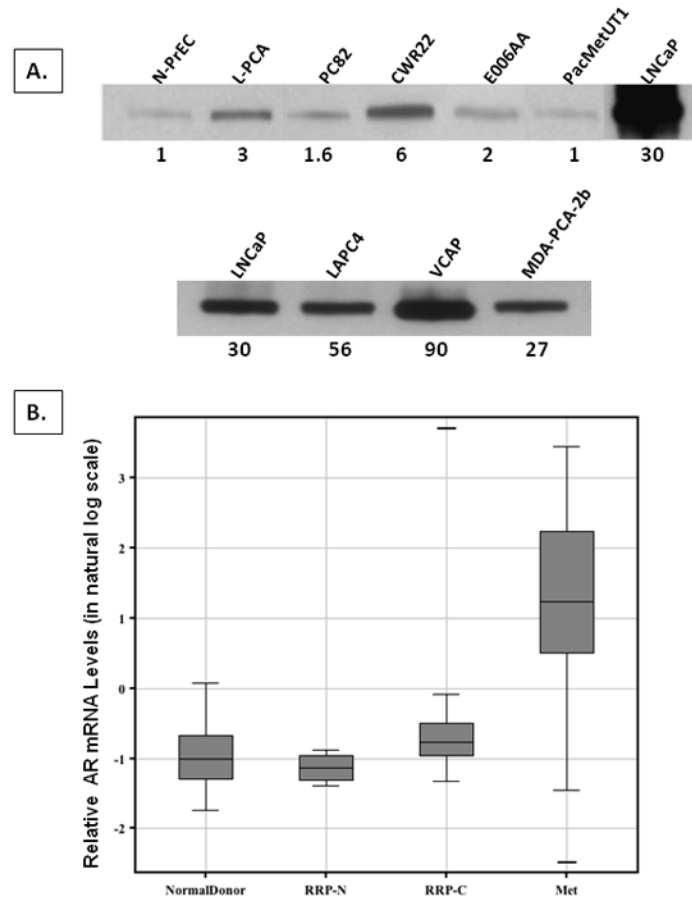 A.
N-PrEC L-PCA PC82 CWR22 E006AA PacMetUT1 LNCaP
1 3 1.6 6 2 1 30
LNCaP LAPC4 VCAP MDA-PCA-2b
30 56 90 27
B.
Relative AR mRNA Levels (in natural log scale)
3
2
1
0
-1
-2
NormalDonor RRP-N RRP-C Met